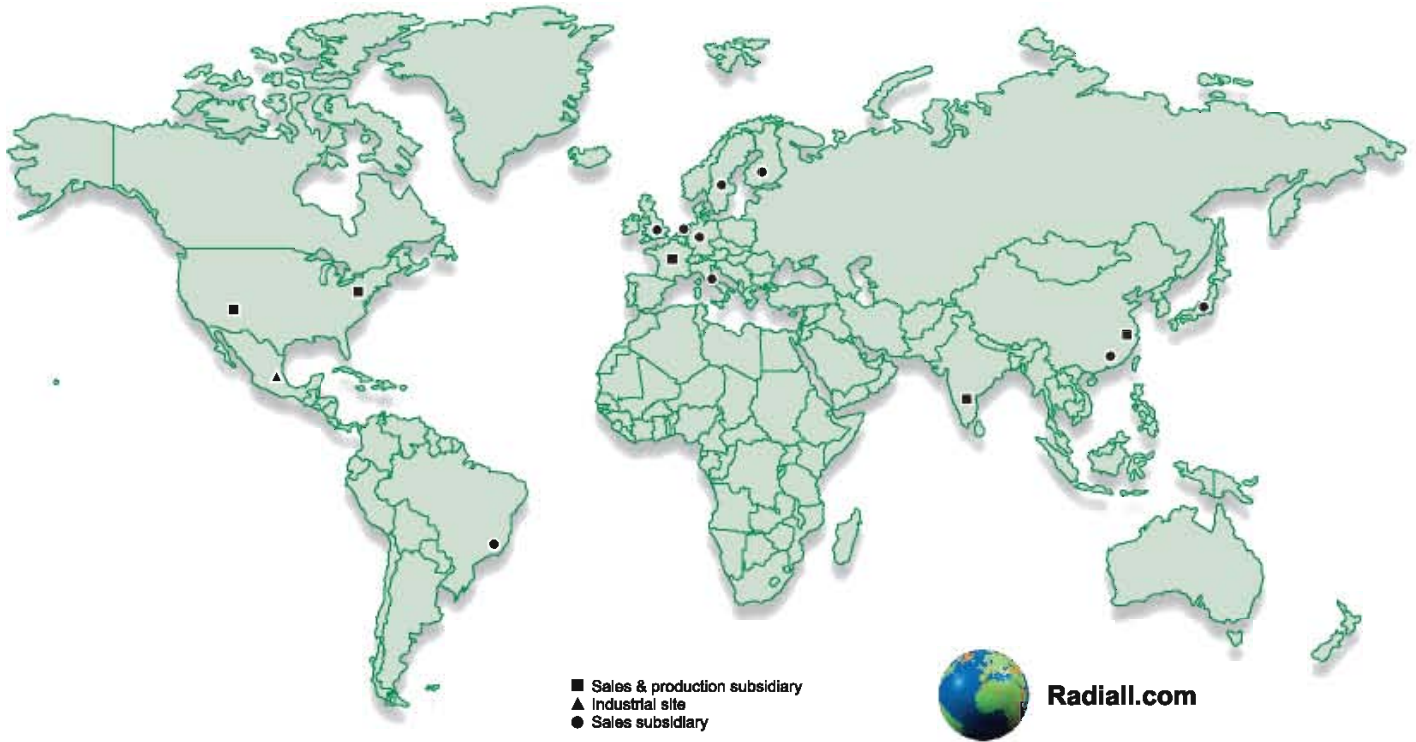 Sales & production subsidiary
Industrial site
Sales subsidiary
Radiall.com